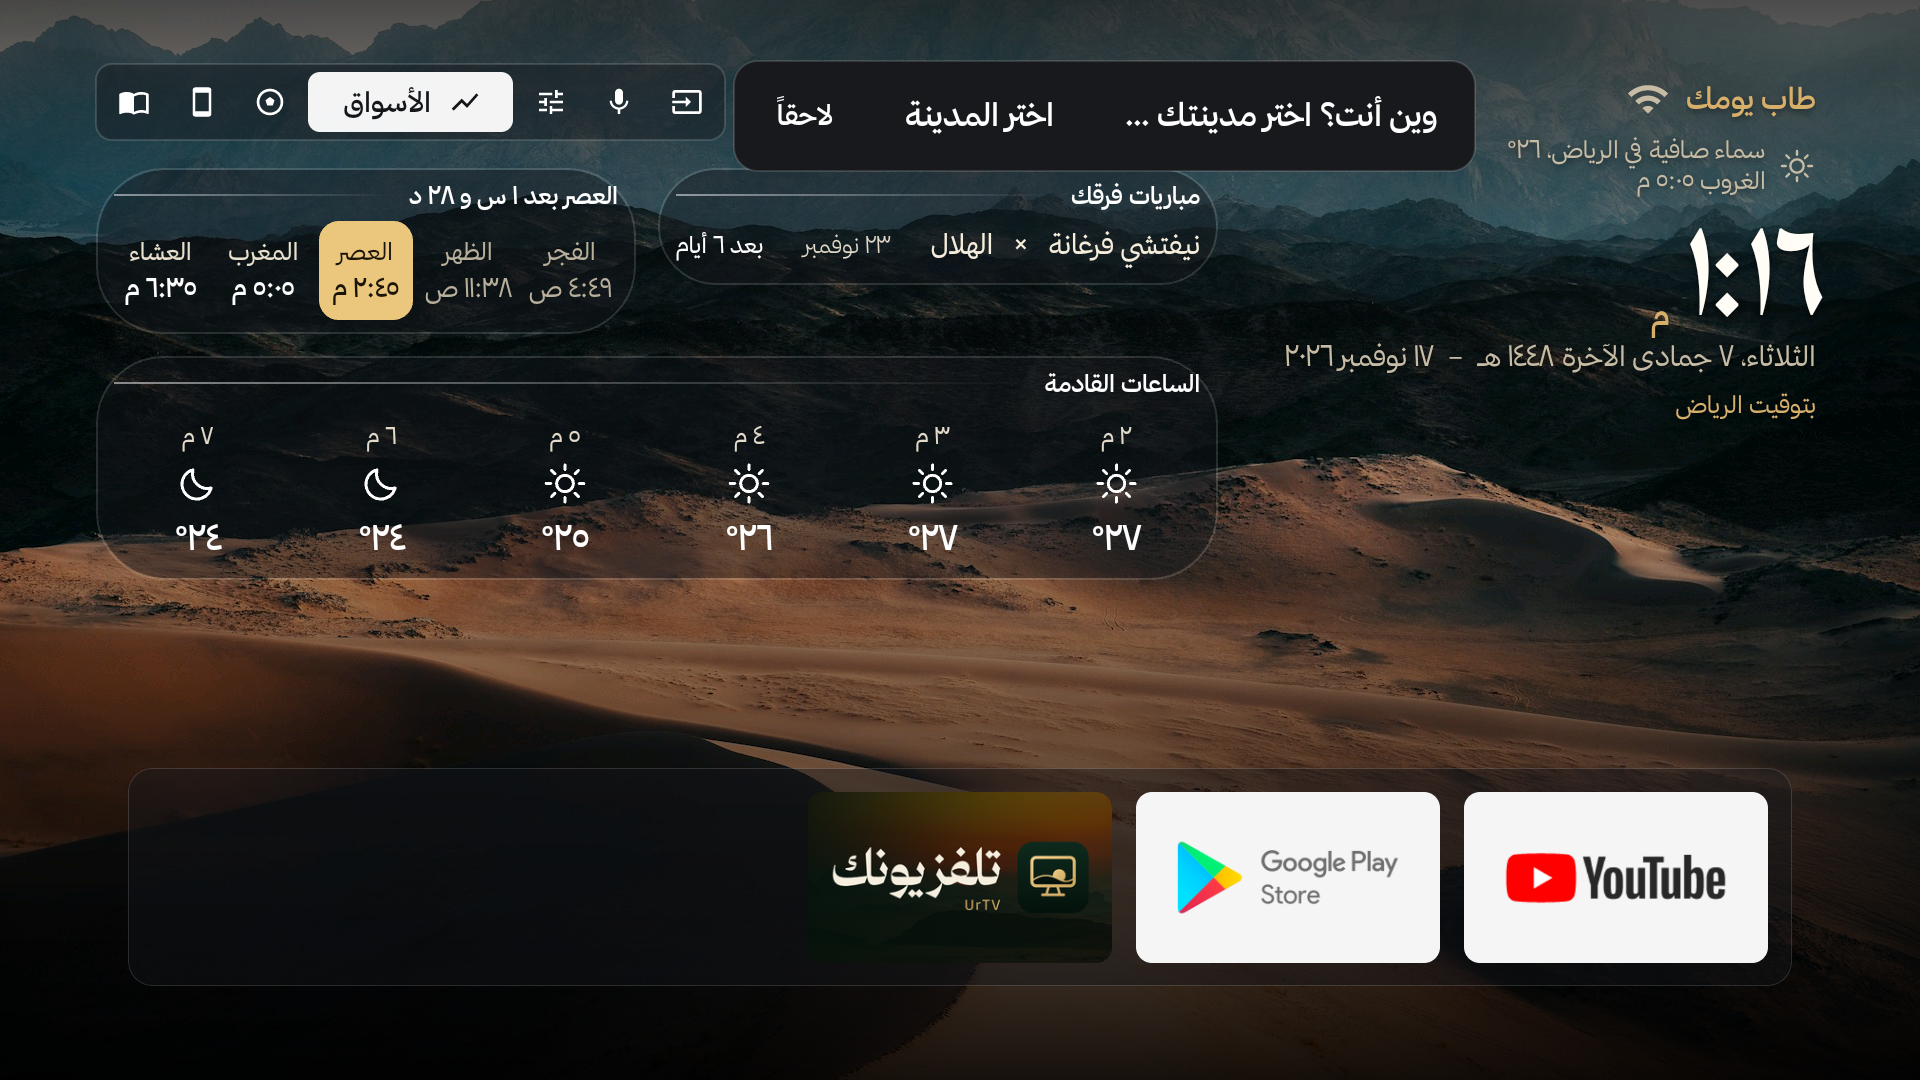 طاب يومك
سماء صافية في الرياض، ٢٦°
الغروب ٥:٠٥ م
١:١٦ م
الثلاثاء، ٧ جمادى الآخرة ١٤٤٨ هـ – ١٧ نوفمبر ٢٠٢٦
بتوقيت الرياض
وين أنت؟ اختر مدينتك ... اختر المدينة لاحقاً
الأسواق
مباريات فرقك
نيفتشي فرغانة × الهلال ٢٣ نوفمبر بعد ٦ أيام
العصر بعد ١ س و ٢٨ د
الفجر الظهر العصر المغرب العشاء
٤:٤٩ ص ١١:٣٨ ص ٢:٤٥ م ٥:٠٥ م ٦:٣٥ م
الساعات القادمة
٢ م ٣ م ٤ م ٥ م ٦ م ٧ م
٢٧° ٢٧° ٢٦° ٢٥° ٢٤° ٢٤°
YouTube
Google Play
Store
تلفزيونك
UrTV